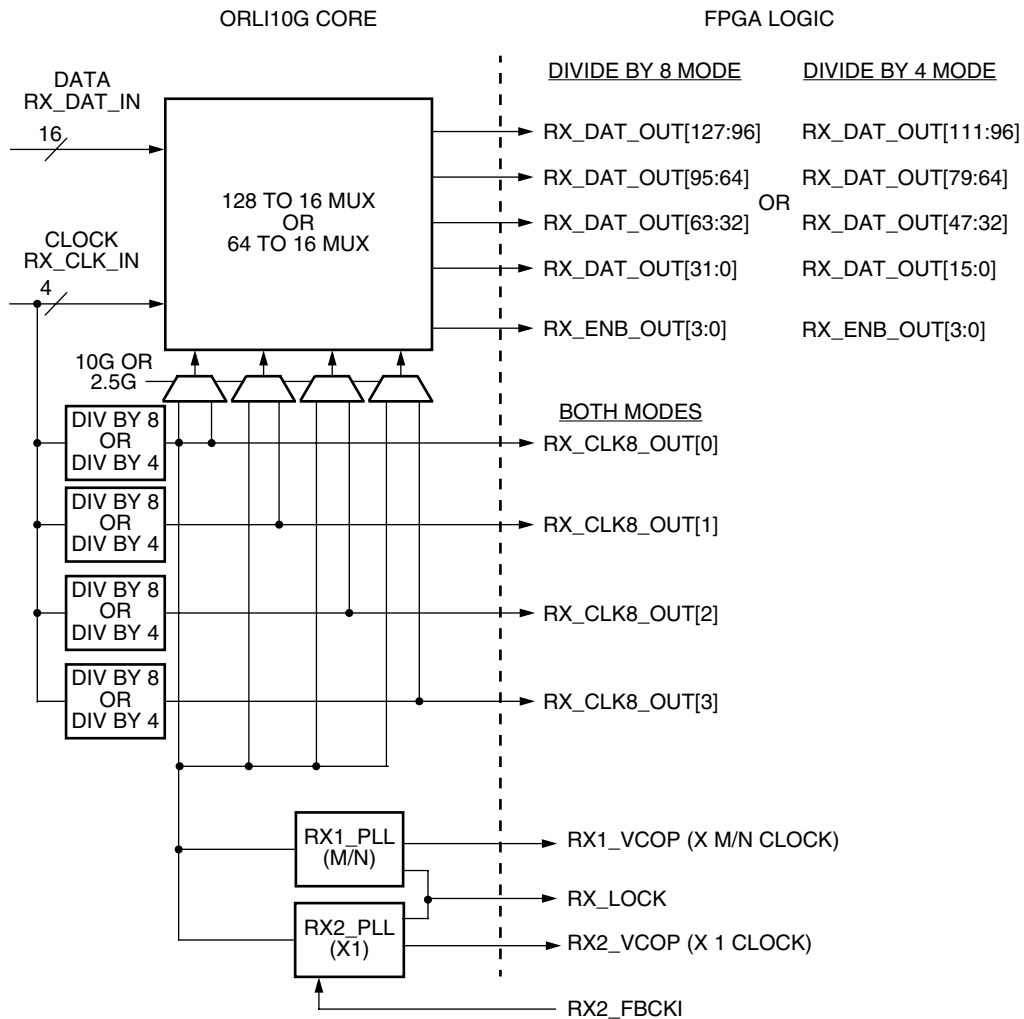 ORLI10G CORE
FPGA LOGIC
DIVIDE BY 8 MODE
DIVIDE BY 4 MODE
DATA
RX_DAT_IN
16
RX_DAT_OUT[127:96]
RX_DAT_OUT[111:96]
RX_DAT_OUT[95:64]
RX_DAT_OUT[79:64]
128 TO 16 MUX
OR
64 TO 16 MUX
OR
RX_DAT_OUT[63:32]
RX_DAT_OUT[47:32]
CLOCK
RX_CLK_IN
4
RX_DAT_OUT[31:0]
RX_DAT_OUT[15:0]
RX_ENB_OUT[3:0]
RX_ENB_OUT[3:0]
10G OR
2.5G
BOTH MODES
DIV BY 8
OR
DIV BY 4
RX_CLK8_OUT[0]
DIV BY 8
OR
DIV BY 4
RX_CLK8_OUT[1]
DIV BY 8
OR
DIV BY 4
RX_CLK8_OUT[2]
DIV BY 8
OR
DIV BY 4
RX_CLK8_OUT[3]
RX1_PLL
(M/N)
RX1_VCOP (X M/N CLOCK)
RX_LOCK
RX2_PLL
(X1)
RX2_VCOP (X 1 CLOCK)
RX2_FBCKI